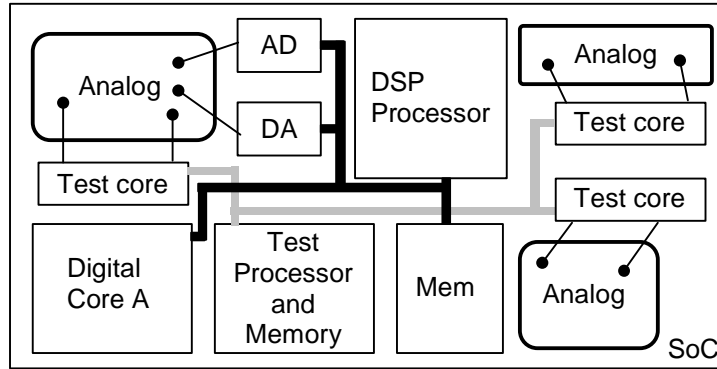 Analog
AD
DA
Test core
DSP
Processor
Analog
Test core
Test core
Digital
Core A
Test
Processor
and
Memory
Mem
Analog
SoC